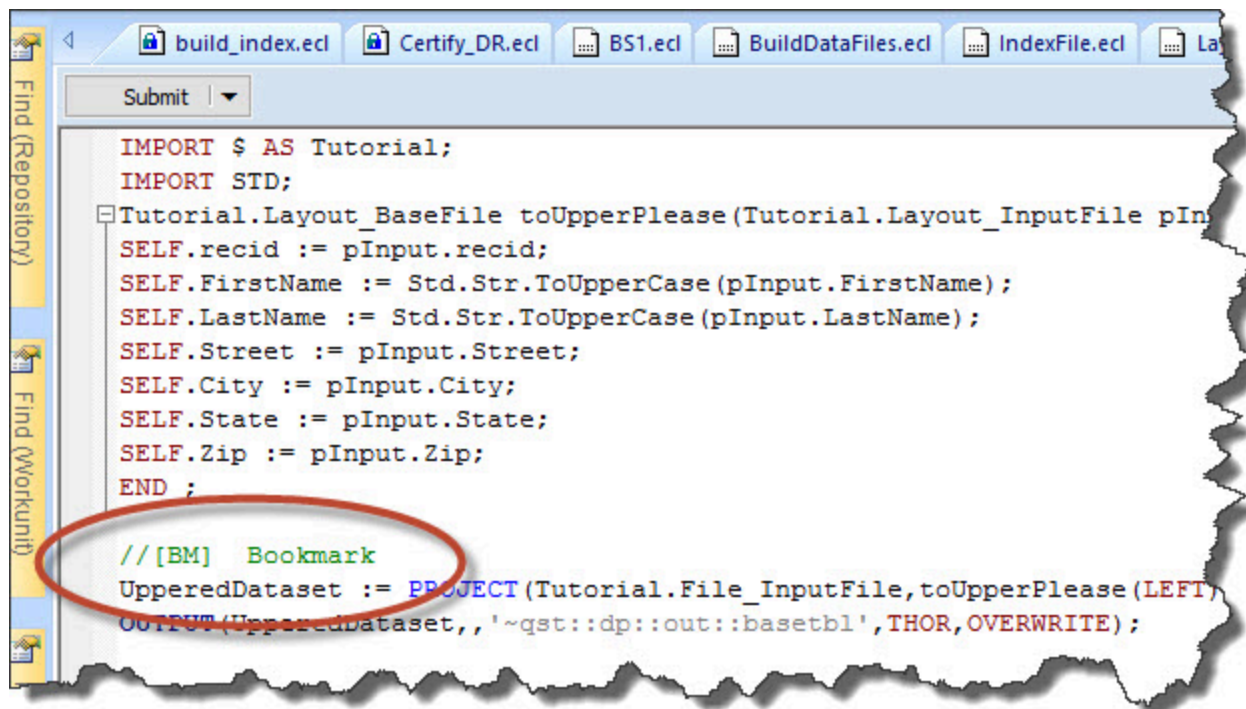 build_index.ecl Certify_DR.ecl BS1.ecl BuildDataFiles.ecl IndexFile.ecl
Submit
Find (Repository)
Find (Workunit)
IMPORT $ AS Tutorial;
IMPORT STD;
Tutorial.Layout_BaseFile toUpperPlease(Tutorial.Layout_InputFile
SELF.recid := pInput.recid;
SELF.FirstName := Std.Str.ToUpperCase(pInput.FirstName);
SELF.LastName := Std.Str.ToUpperCase(pInput.LastName);
SELF.Street := pInput.Street;
SELF.City := pInput.City;
SELF.State := pInput.State;
SELF.Zip := pInput.Zip;
END ;
//[BM] Bookmark
UpperedDataset := PROJECT(Tutorial.File_InputFile,toUpperPlease(LEFT)
OUTPUT(UpperedDataset,,'~qst::dp::out::basetbl',THOR,OVERWRITE);